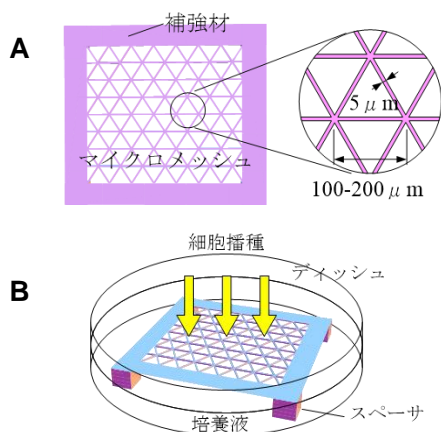 A
補強材
マイクロメッシュ
5μm
100-200μm
B
細胞播種
ディッシュ
培養液
スペーサ